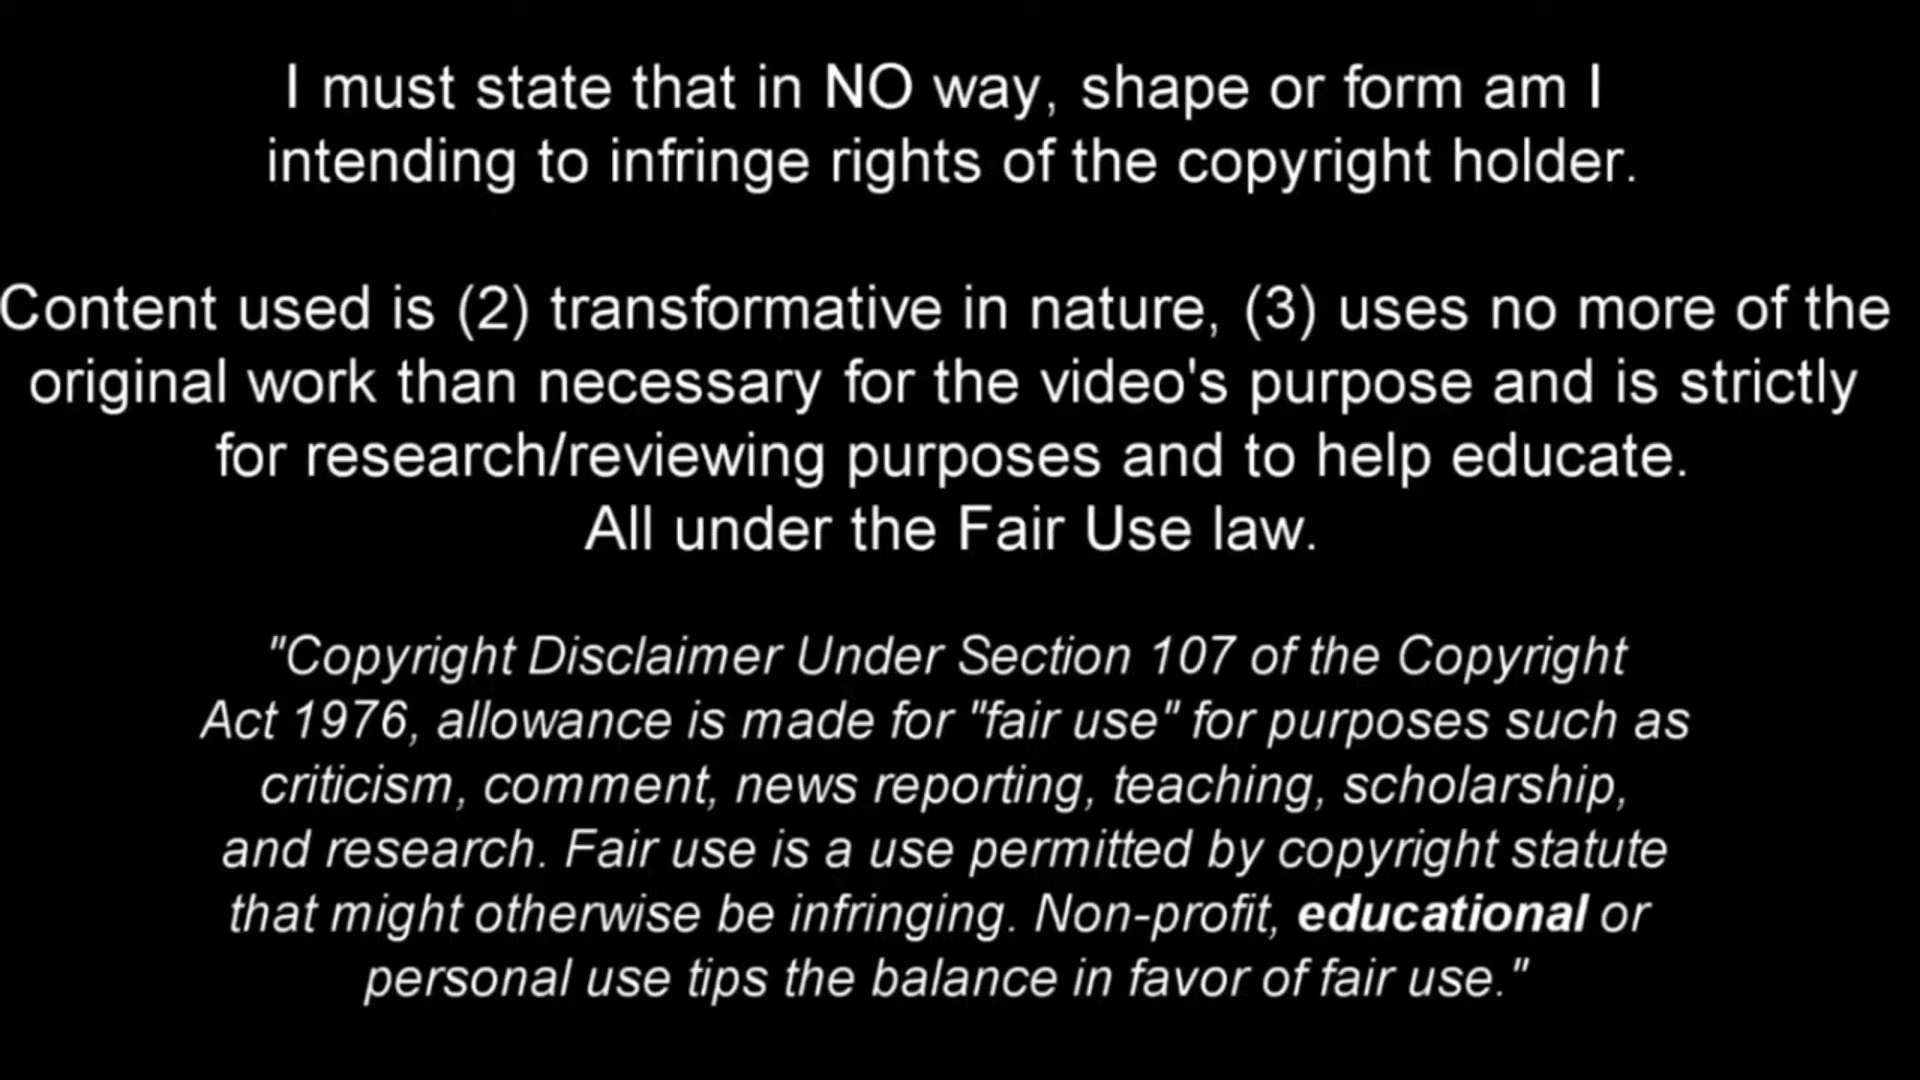 I must state that in NO way, shape or form am I
intending to infringe rights of the copyright holder.
Content used is (2) transformative in nature, (3) uses no more of the
original work than necessary for the video's purpose and is strictly
for research/reviewing purposes and to help educate.
All under the Fair Use law.
"Copyright Disclaimer Under Section 107 of the Copyright
Act 1976, allowance is made for "fair use" for purposes such as
criticism, comment, news reporting, teaching, scholarship,
and research. Fair use is a use permitted by copyright statute
that might otherwise be infringing. Non-profit, educational or
personal use tips the balance in favor of fair use."